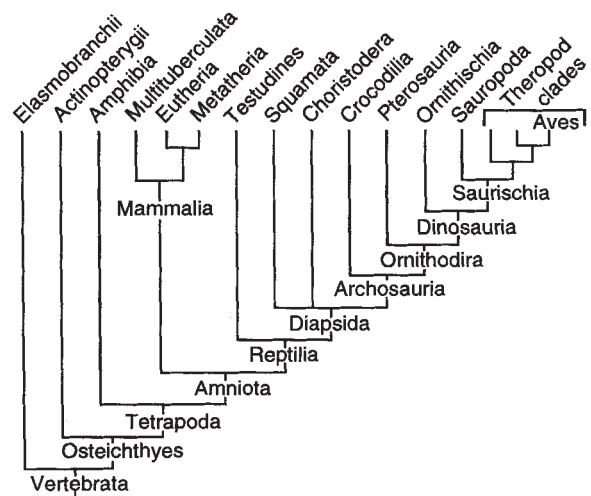 Elasmobranchii
Actinopterygii
Amphibia
Multituberculata
Eutheria
Metatheria
Testudines
Squamata
Choristodera
Crocodilia
Pterosauria
Ornithischia
Sauropoda
Theropod
clades
Aves
Saurischia
Mammalia
Dinosauria
Ornithodira
Archosauria
Diapsida
Reptilia
Amniota
Tetrapoda
Osteichthyes
Vertebrata